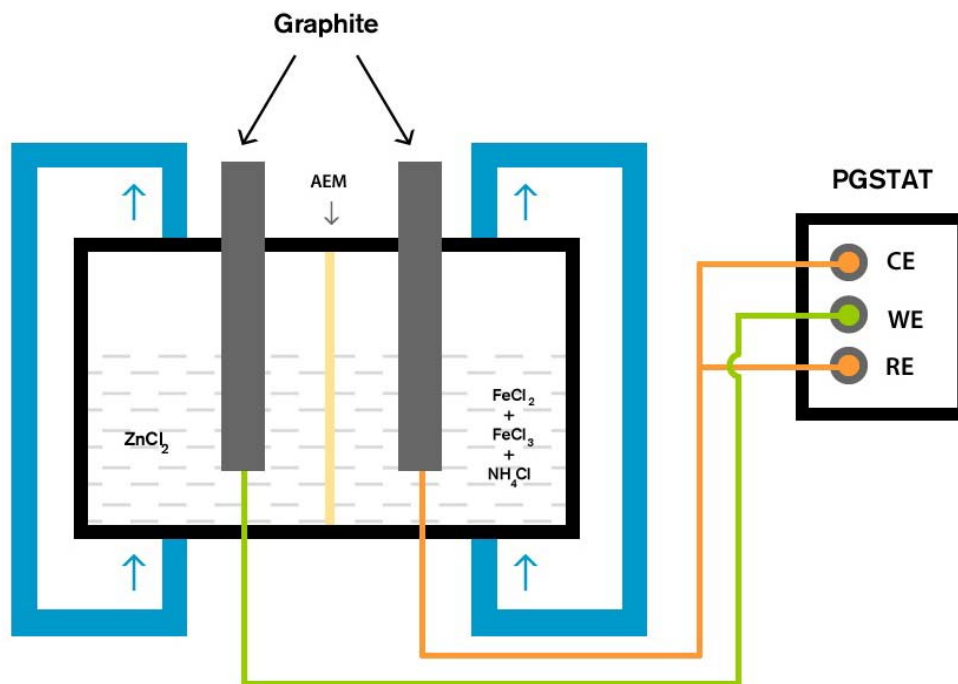 Graphite
AEM
PGSTAT
CE
WE
RE
ZnCl₂
FeCl₂
+
FeCl₃
+
NH₄Cl